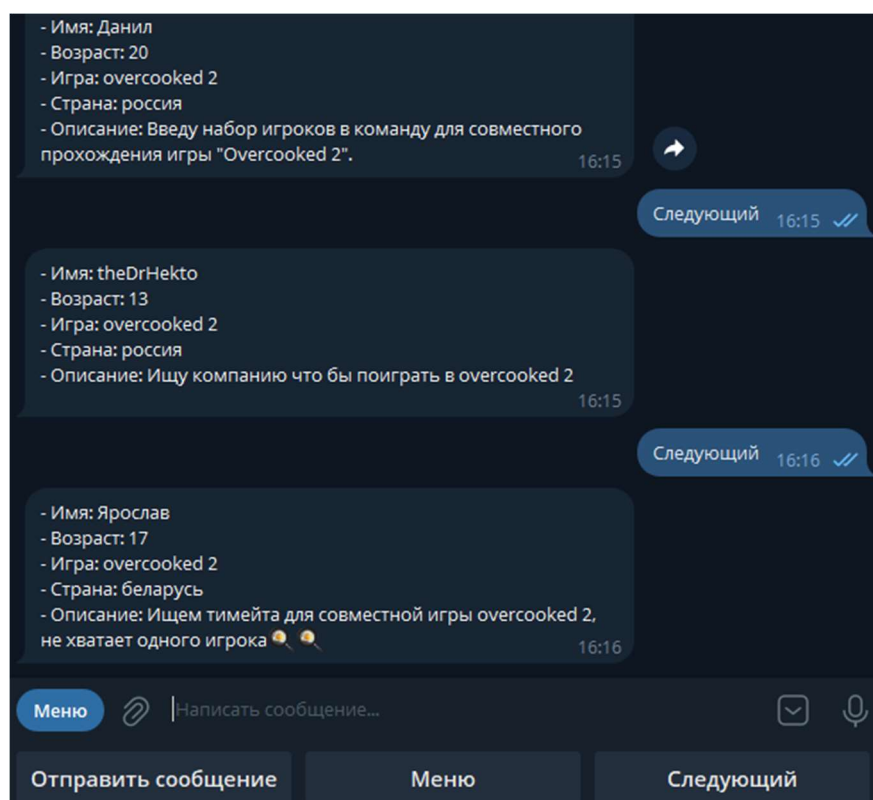 - Имя: Данил
- Возраст: 20
- Игра: overcooked 2
- Страна: россия
- Описание: Введу набор игроков в команду для совместного
прохождения игры "Overcooked 2".
16:15
Следующий 16:15
- Имя: theDrHekto
- Возраст: 13
- Игра: overcooked 2
- Страна: россия
- Описание: Ищу компанию что бы поиграть в overcooked 2
16:15
Следующий 16:16
- Имя: Ярослав
- Возраст: 17
- Игра: overcooked 2
- Страна: беларусь
- Описание: Ищем тимейта для совместной игры overcooked 2,
не хватает одного игрока🍳🍳
16:16
Меню Написать сообщение...
Отправить сообщение Меню Следующий